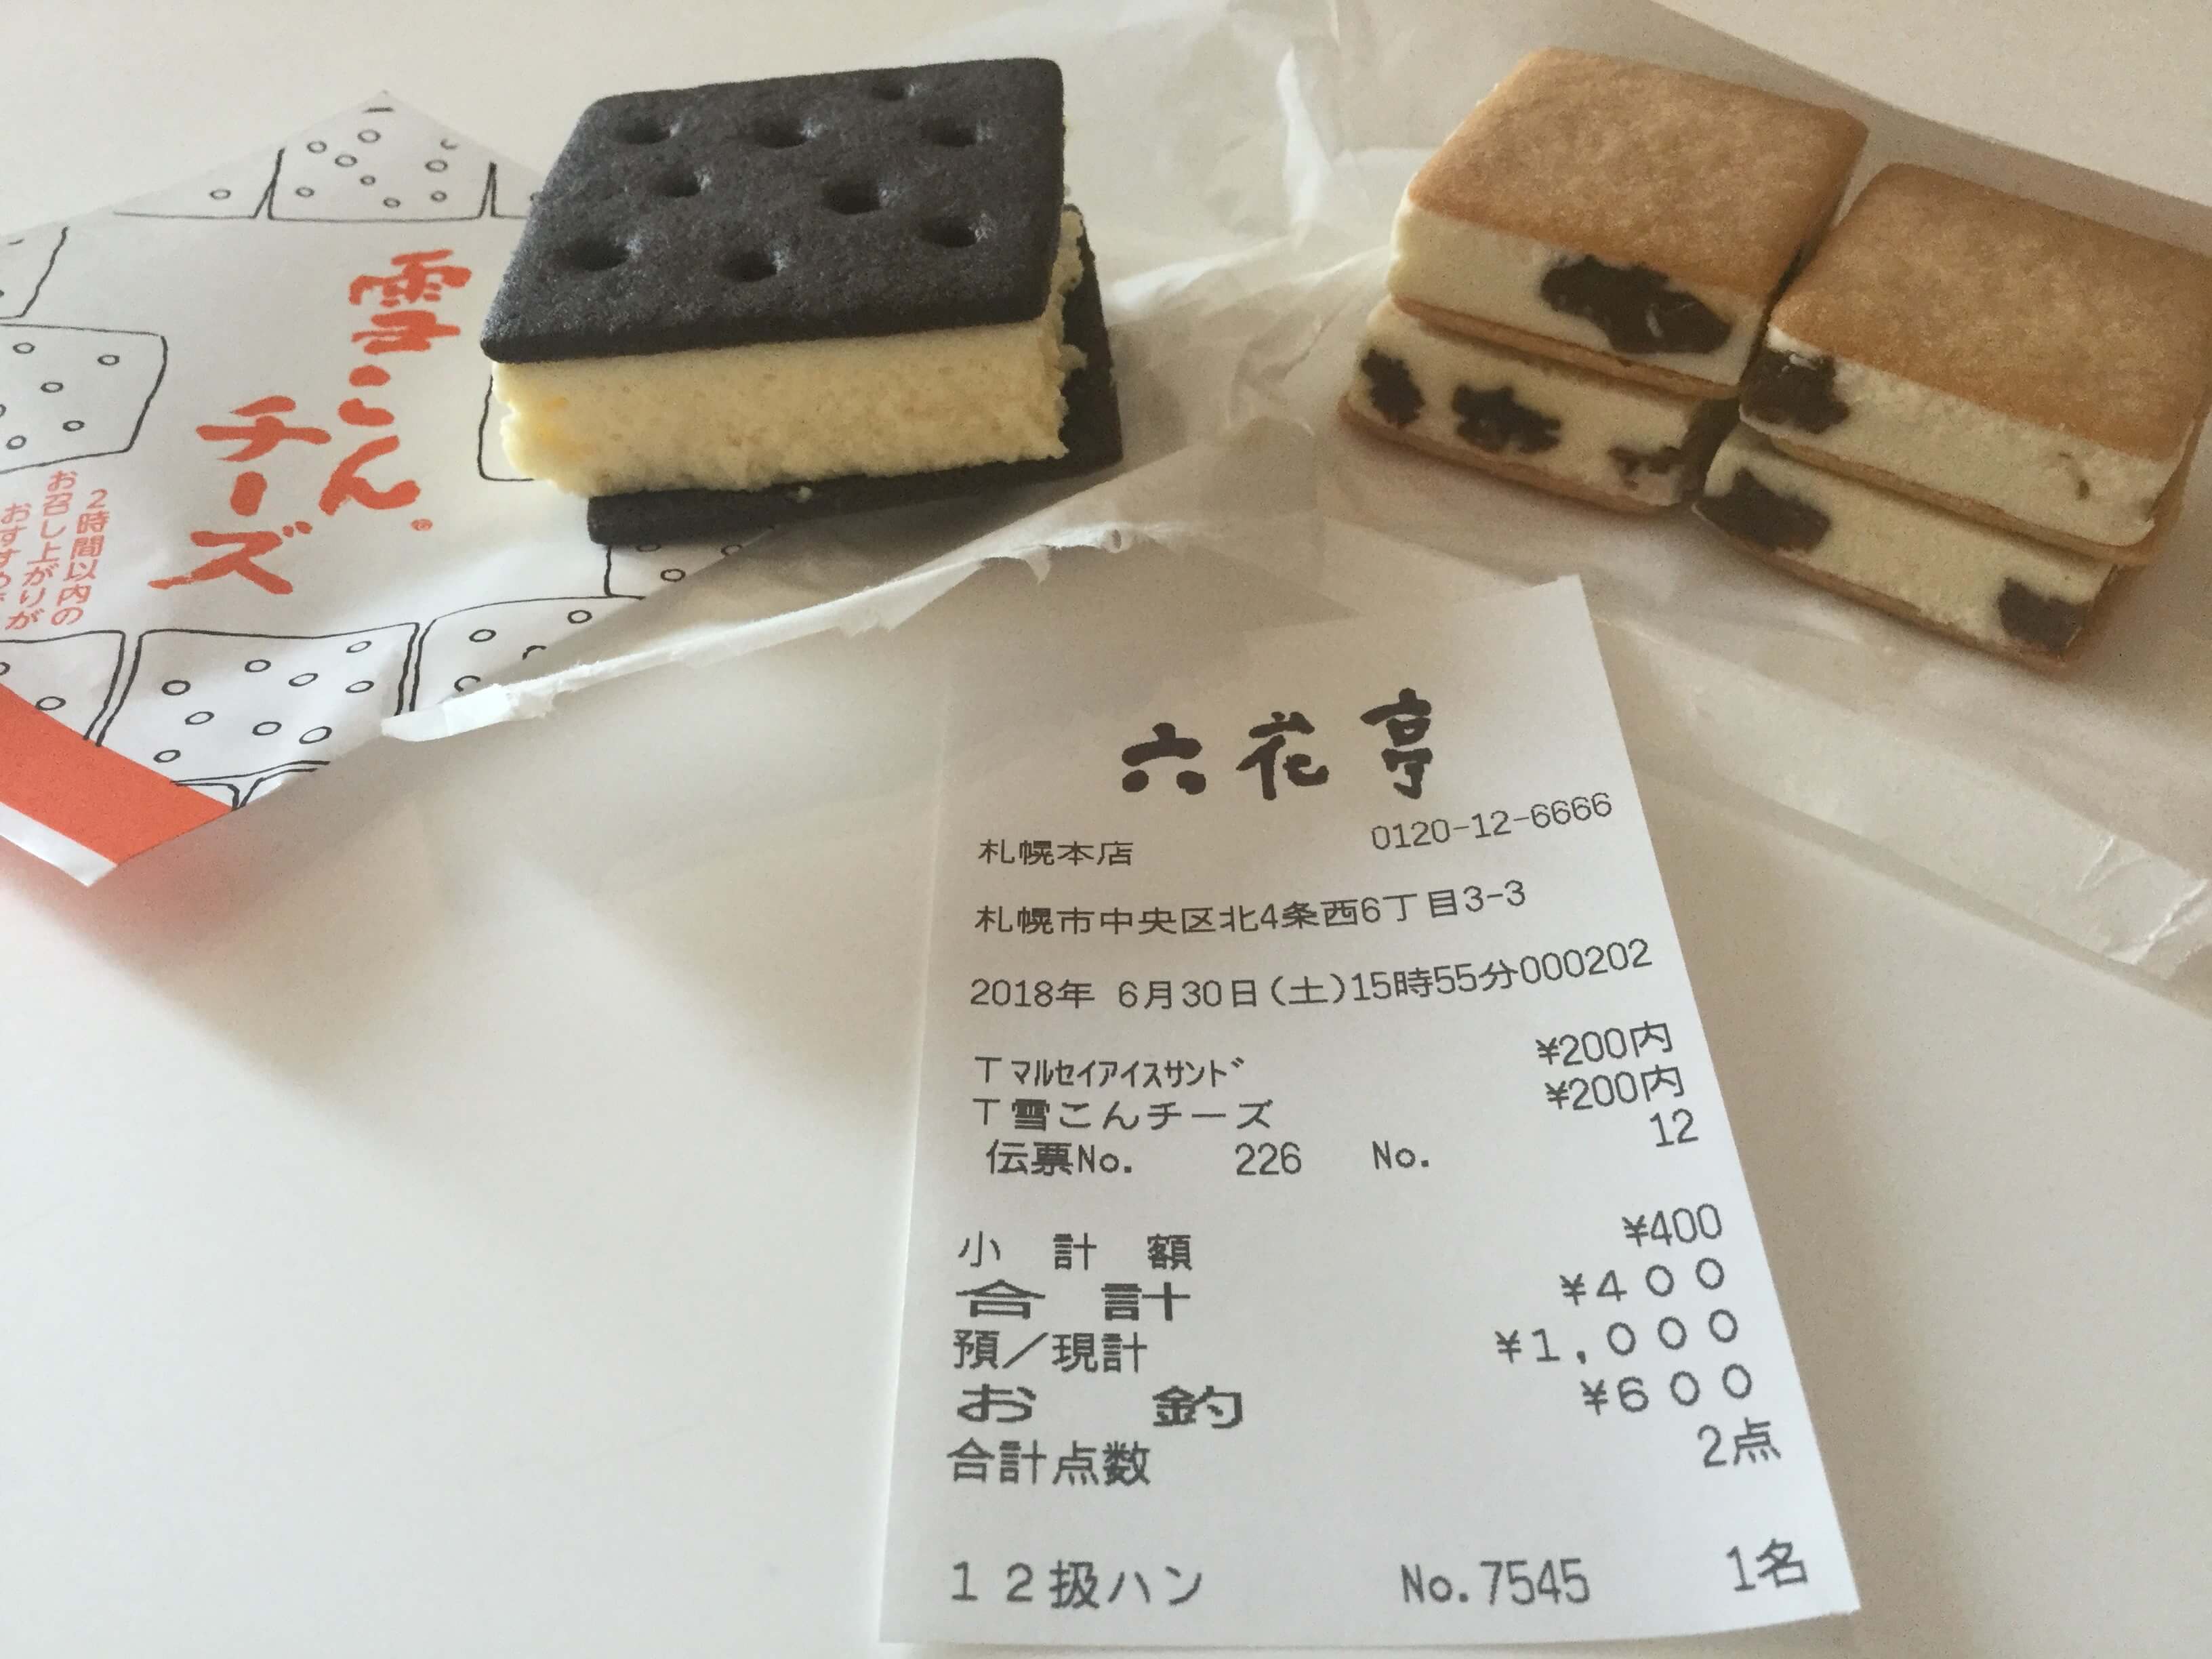 雪こん
チーズ
2時間以内の
お召し上がりが
六花亭
札幌本店 0120-12-6666
札幌市中央区北4条西6丁目3-3
2018年 6月30日(土)15時55分000202
T ﾏﾙｾｲｱｲｽｻﾝﾄﾞ ¥200内
T 雪こんチーズ ¥200内
伝票No. 226 No. 12
小計額 ¥400
合計 ¥400
預/現計 ¥1,000
お釣 ¥600
合計点数 2点
12扱ハン No.7545 1名